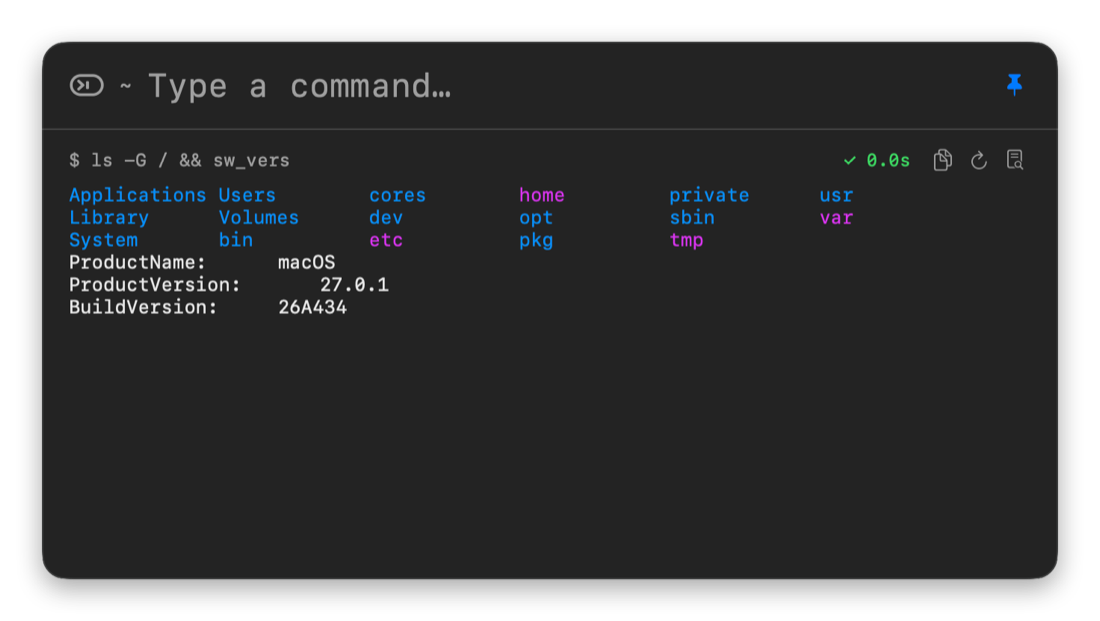 ~ Type a command…
$ ls -G / && sw_vers
✓ 0.0s
Applications Users cores home private usr
Library Volumes dev opt sbin var
System bin etc pkg tmp
ProductName: macOS
ProductVersion: 27.0.1
BuildVersion: 26A434